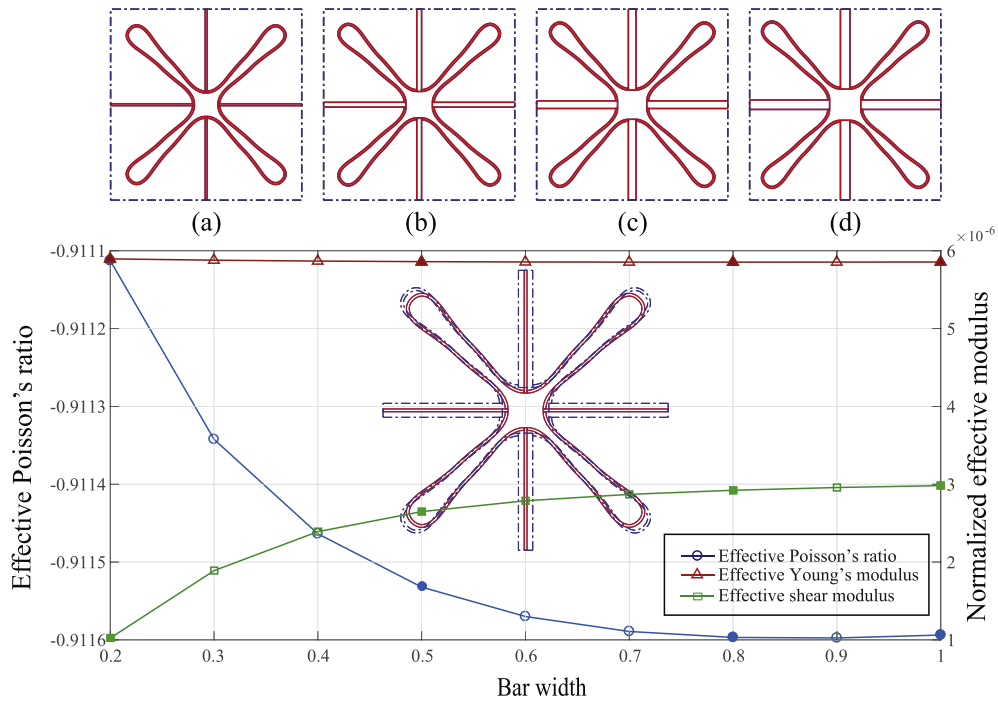 (a) (b) (c) (d)
×10⁻⁶
-0.9111 6
-0.9112 5
-0.9113 4
-0.9114 3
-0.9115 2
-0.9116 1
Effective Poisson's ratio
Normalized effective modulus
Effective Poisson's ratio
Effective Young's modulus
Effective shear modulus
0.2 0.3 0.4 0.5 0.6 0.7 0.8 0.9 1
Bar width